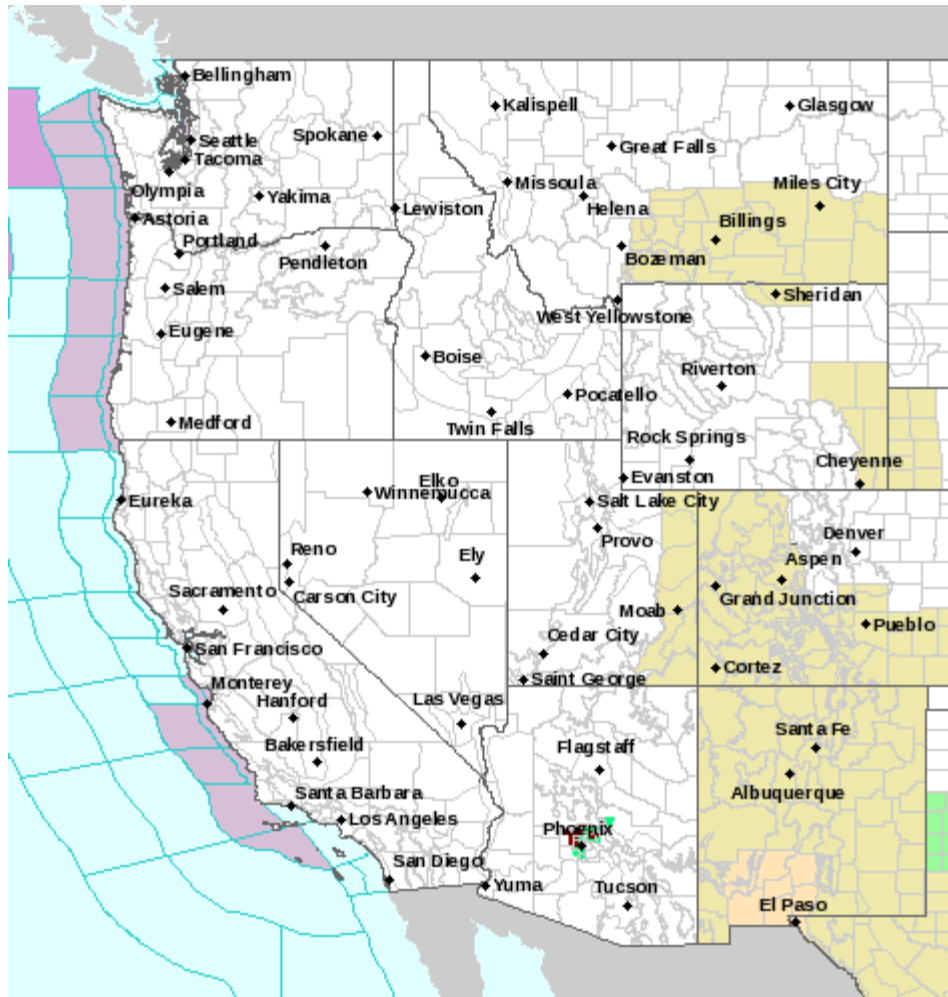 Bellingham
Kalispell
Glasgow
Seattle
Spokane
Great Falls
Tacoma
Olympia
Missoula
Miles City
Yakima
Helena
Lewiston
Astoria
Billings
Portland
Pendleton
Bozeman
Salem
Sheridan
West Yellowstone
Eugene
Boise
Riverton
Pocatello
Medford
Twin Falls
Rock Springs
Cheyenne
Elko
Evanston
Winnemucca
Eureka
Salt Lake City
Provo
Denver
Reno
Ely
Aspen
Sacramento
Carson City
Grand Junction
Moab
Pueblo
Cedar City
San Francisco
Cortez
Saint George
Monterey
Hanford
Las Vegas
Santa Fe
Bakersfield
Flagstaff
Albuquerque
Santa Barbara
Los Angeles
Phoenix
San Diego
Yuma
Tucson
El Paso